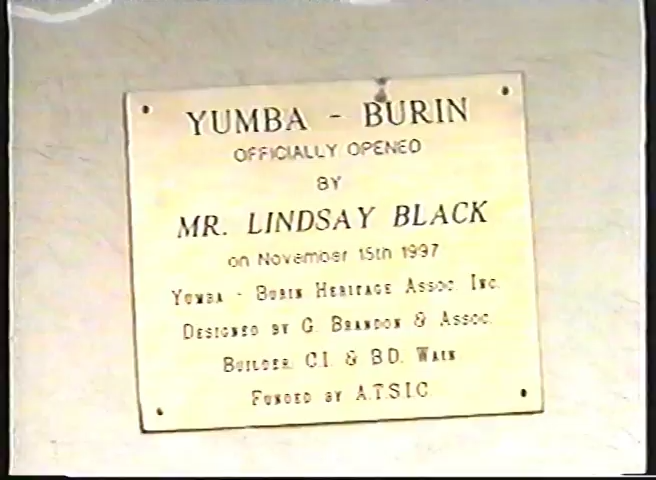 YUMBA - BURIN
OFFICIALLY OPENED
BY
MR. LINDSAY BLACK
on November 15th 1997
YUMBA - BURIN HERITAGE ASSOC. INC.
DESIGNED BY G. BRANDON & ASSOC.
BUILDER. C.I. & B.D. WAIN
FUNDED BY A.T.S.I.C.